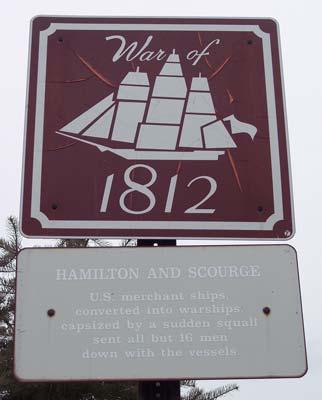 War of
1812
HAMILTON AND SCOURGE
U.S. merchant ships,
converted into warships,
capsized by a sudden squall
sent all but 16 men
down with the vessels.